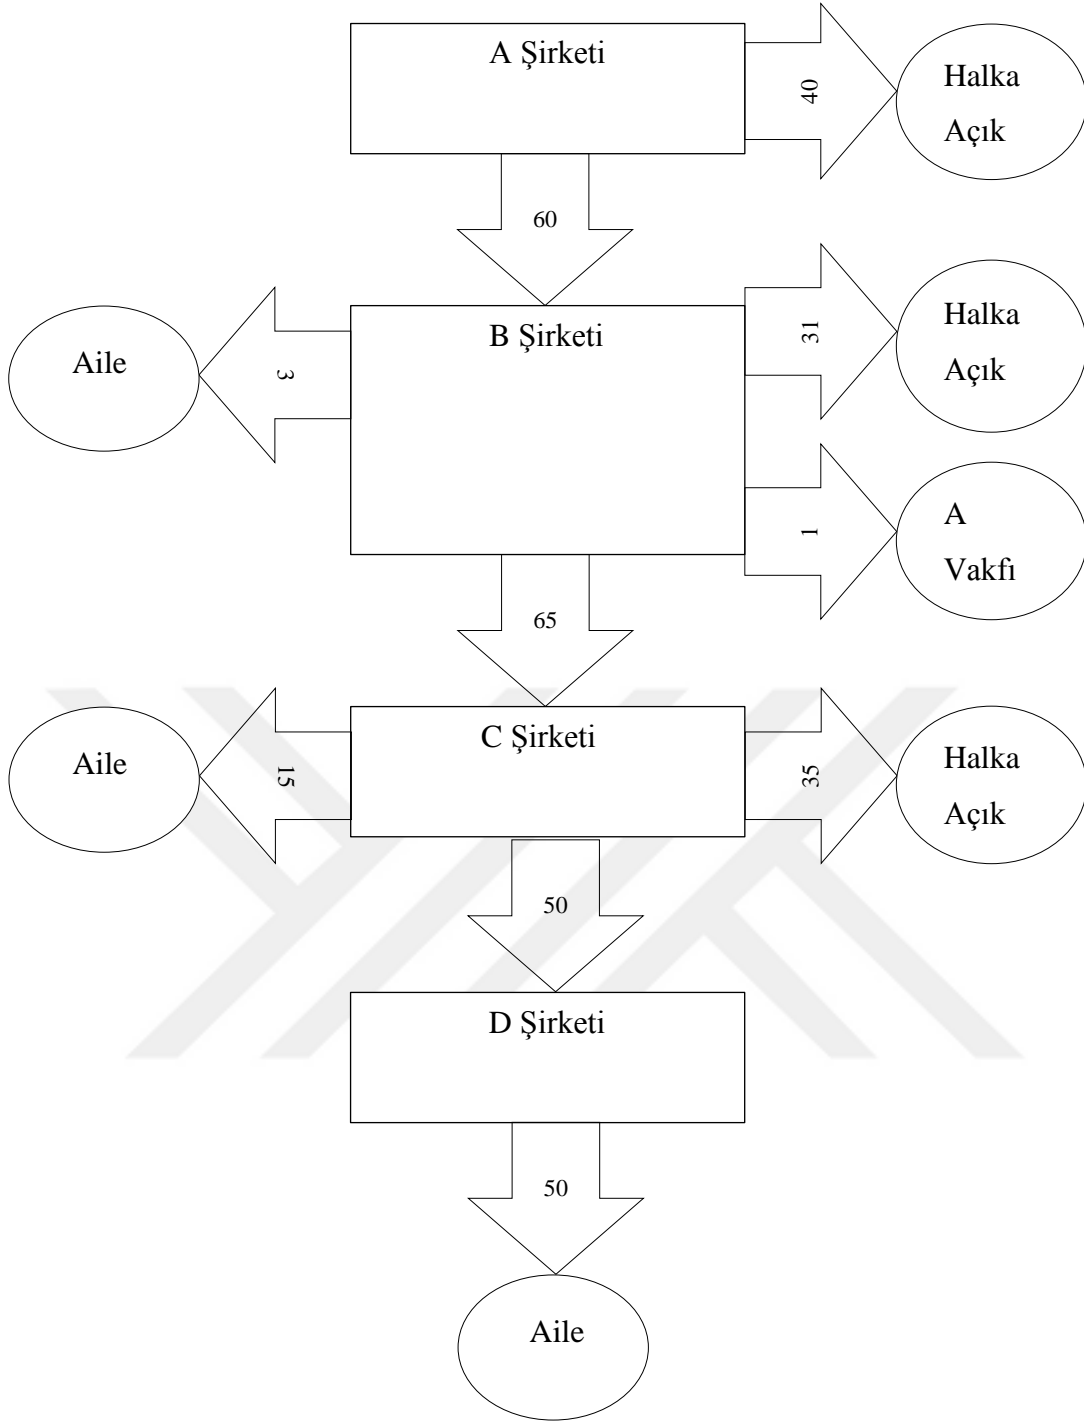 A Şirketi
40
Halka
Açık
60
Aile
3
B Şirketi
31
Halka
Açık
1
A
Vakfı
65
Aile
15
C Şirketi
35
Halka
Açık
50
D Şirketi
50
Aile